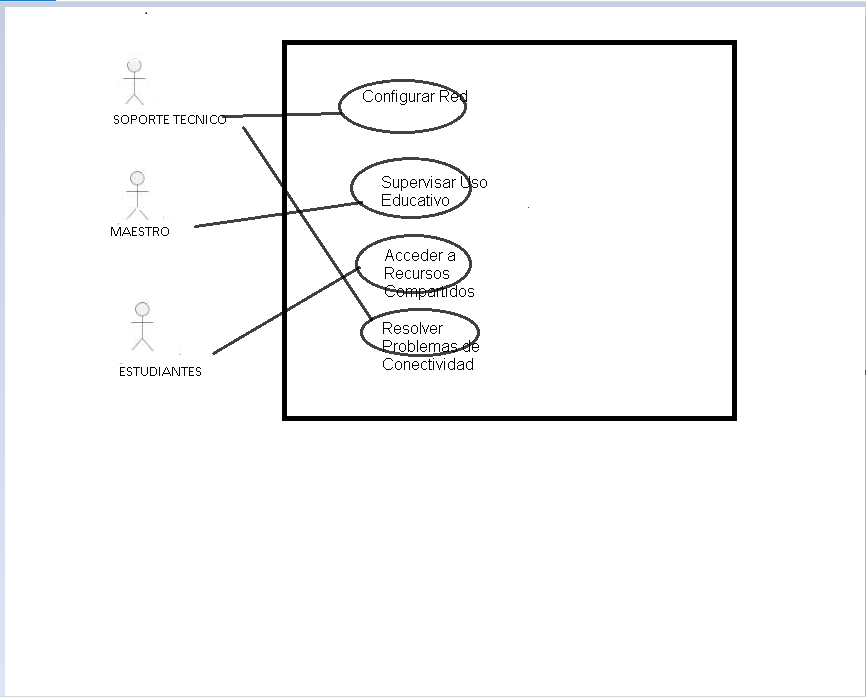 SOPORTE TECNICO
Configurar Red
Supervisar Uso
Educativo
MAESTRO
Acceder a
Recursos
Compartidos
Resolver
Problemas de
Conectividad
ESTUDIANTES